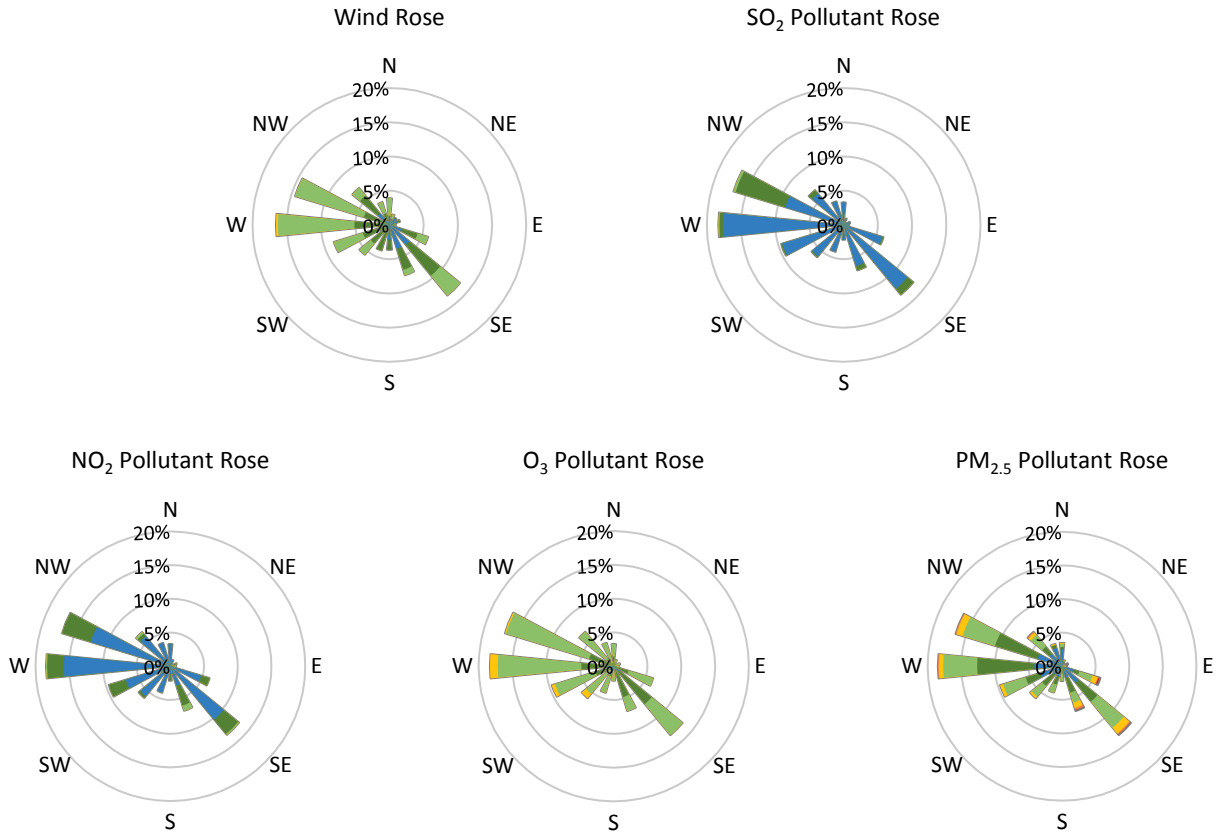 Wind Rose
N
NE
E
SE
S
SW
W
NW
20%
15%
10%
5%
0%
SO₂ Pollutant Rose
N
NE
E
SE
S
SW
W
NW
20%
15%
10%
5%
0%
NO₂ Pollutant Rose
N
NE
E
SE
S
SW
W
NW
20%
15%
10%
5%
0%
O₃ Pollutant Rose
N
NE
E
SE
S
SW
W
NW
20%
15%
10%
5%
0%
PM₂.₅ Pollutant Rose
N
NE
E
SE
S
SW
W
NW
20%
15%
10%
5%
0%